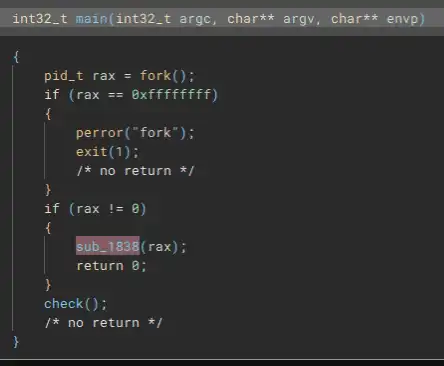 int32_t main(int32_t argc, char** argv, char** envp)
{
    pid_t rax = fork();
    if (rax == 0xffffffff)
    {
        perror("fork");
        exit(1);
        /* no return */
    }
    if (rax != 0)
    {
        sub_1838(rax);
        return 0;
    }
    check();
    /* no return */
}